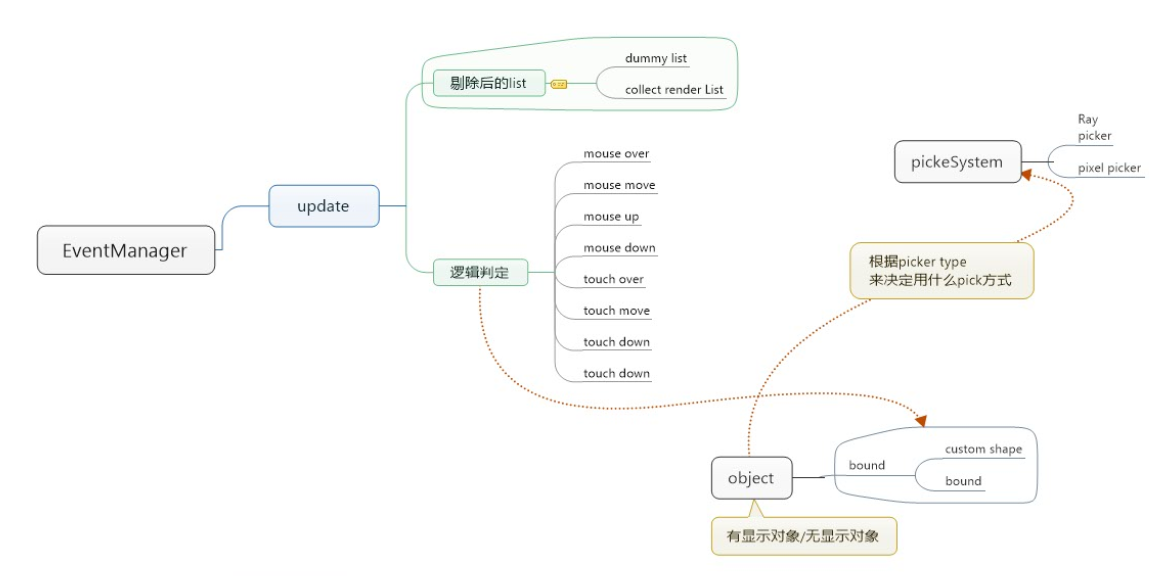 EventManager
update
剔除后的list
dummy list
collect render List
逻辑判定
mouse over
mouse move
mouse up
mouse down
touch over
touch move
touch down
touch down
pickeSystem
Ray
picker
pixel picker
根据picker type
来决定用什么pick方式
object
bound
custom shape
bound
有显示对象/无显示对象